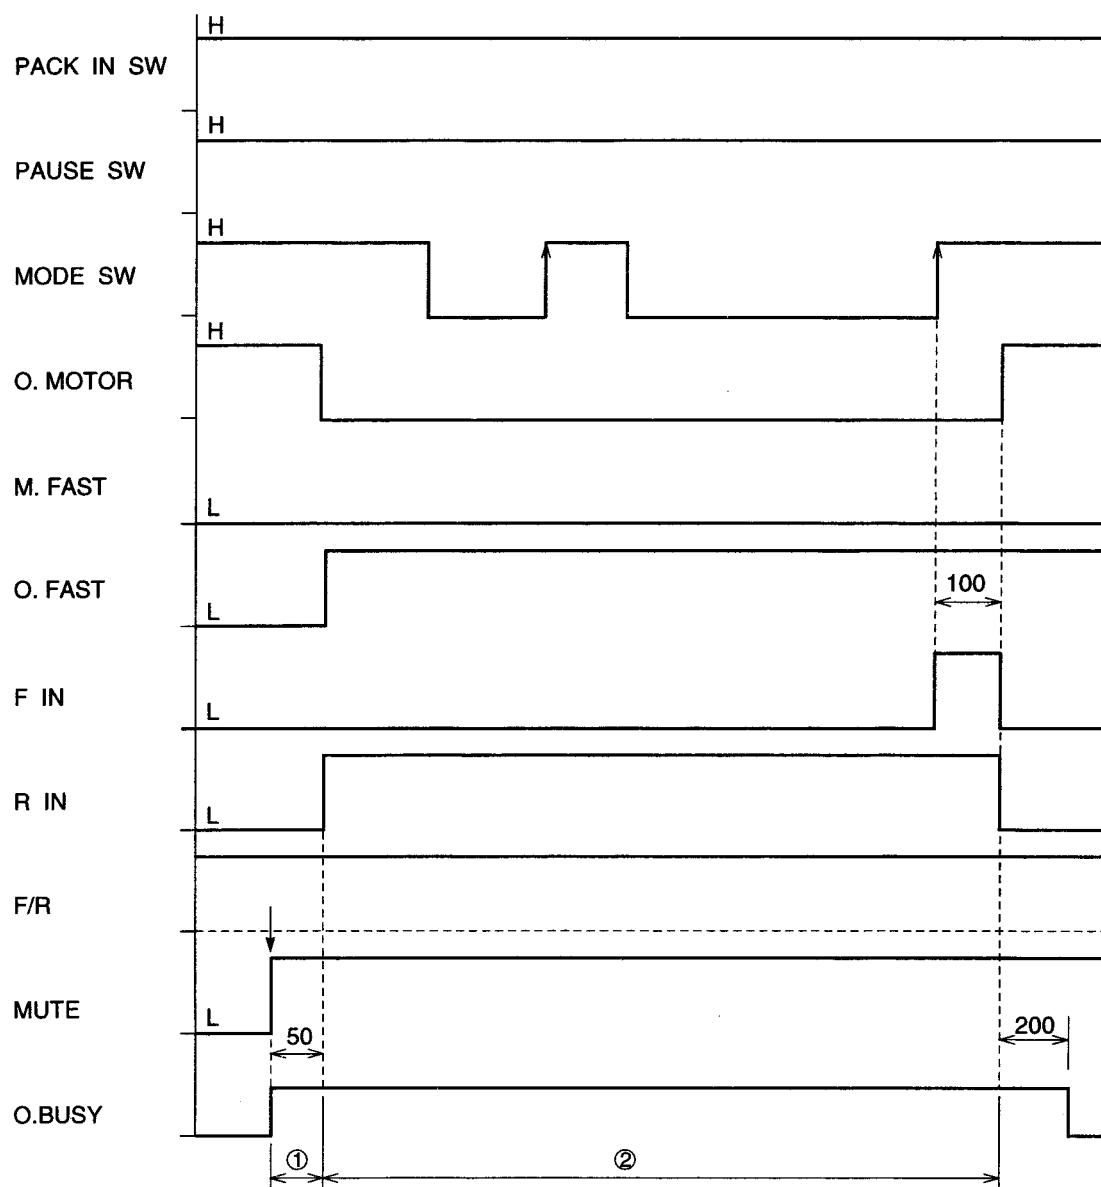 H
PACK IN SW
H
PAUSE SW
H
MODE SW
H
O. MOTOR
M. FAST
L
O. FAST
100
L
F IN
L
R IN
L
F/R
MUTE
L
50
200
O.BUSY
① ②